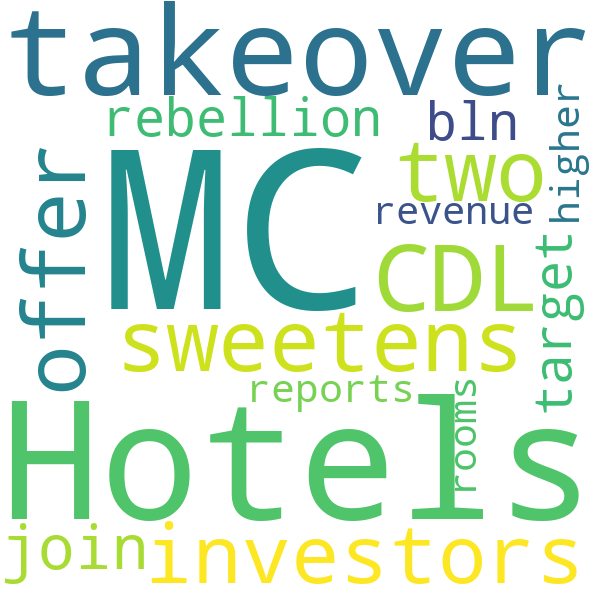 takeover
rebellion
bln
higher
MC
two
offer
revenue
CDL
target
sweetens
reports
rooms
Hotels
join
investors